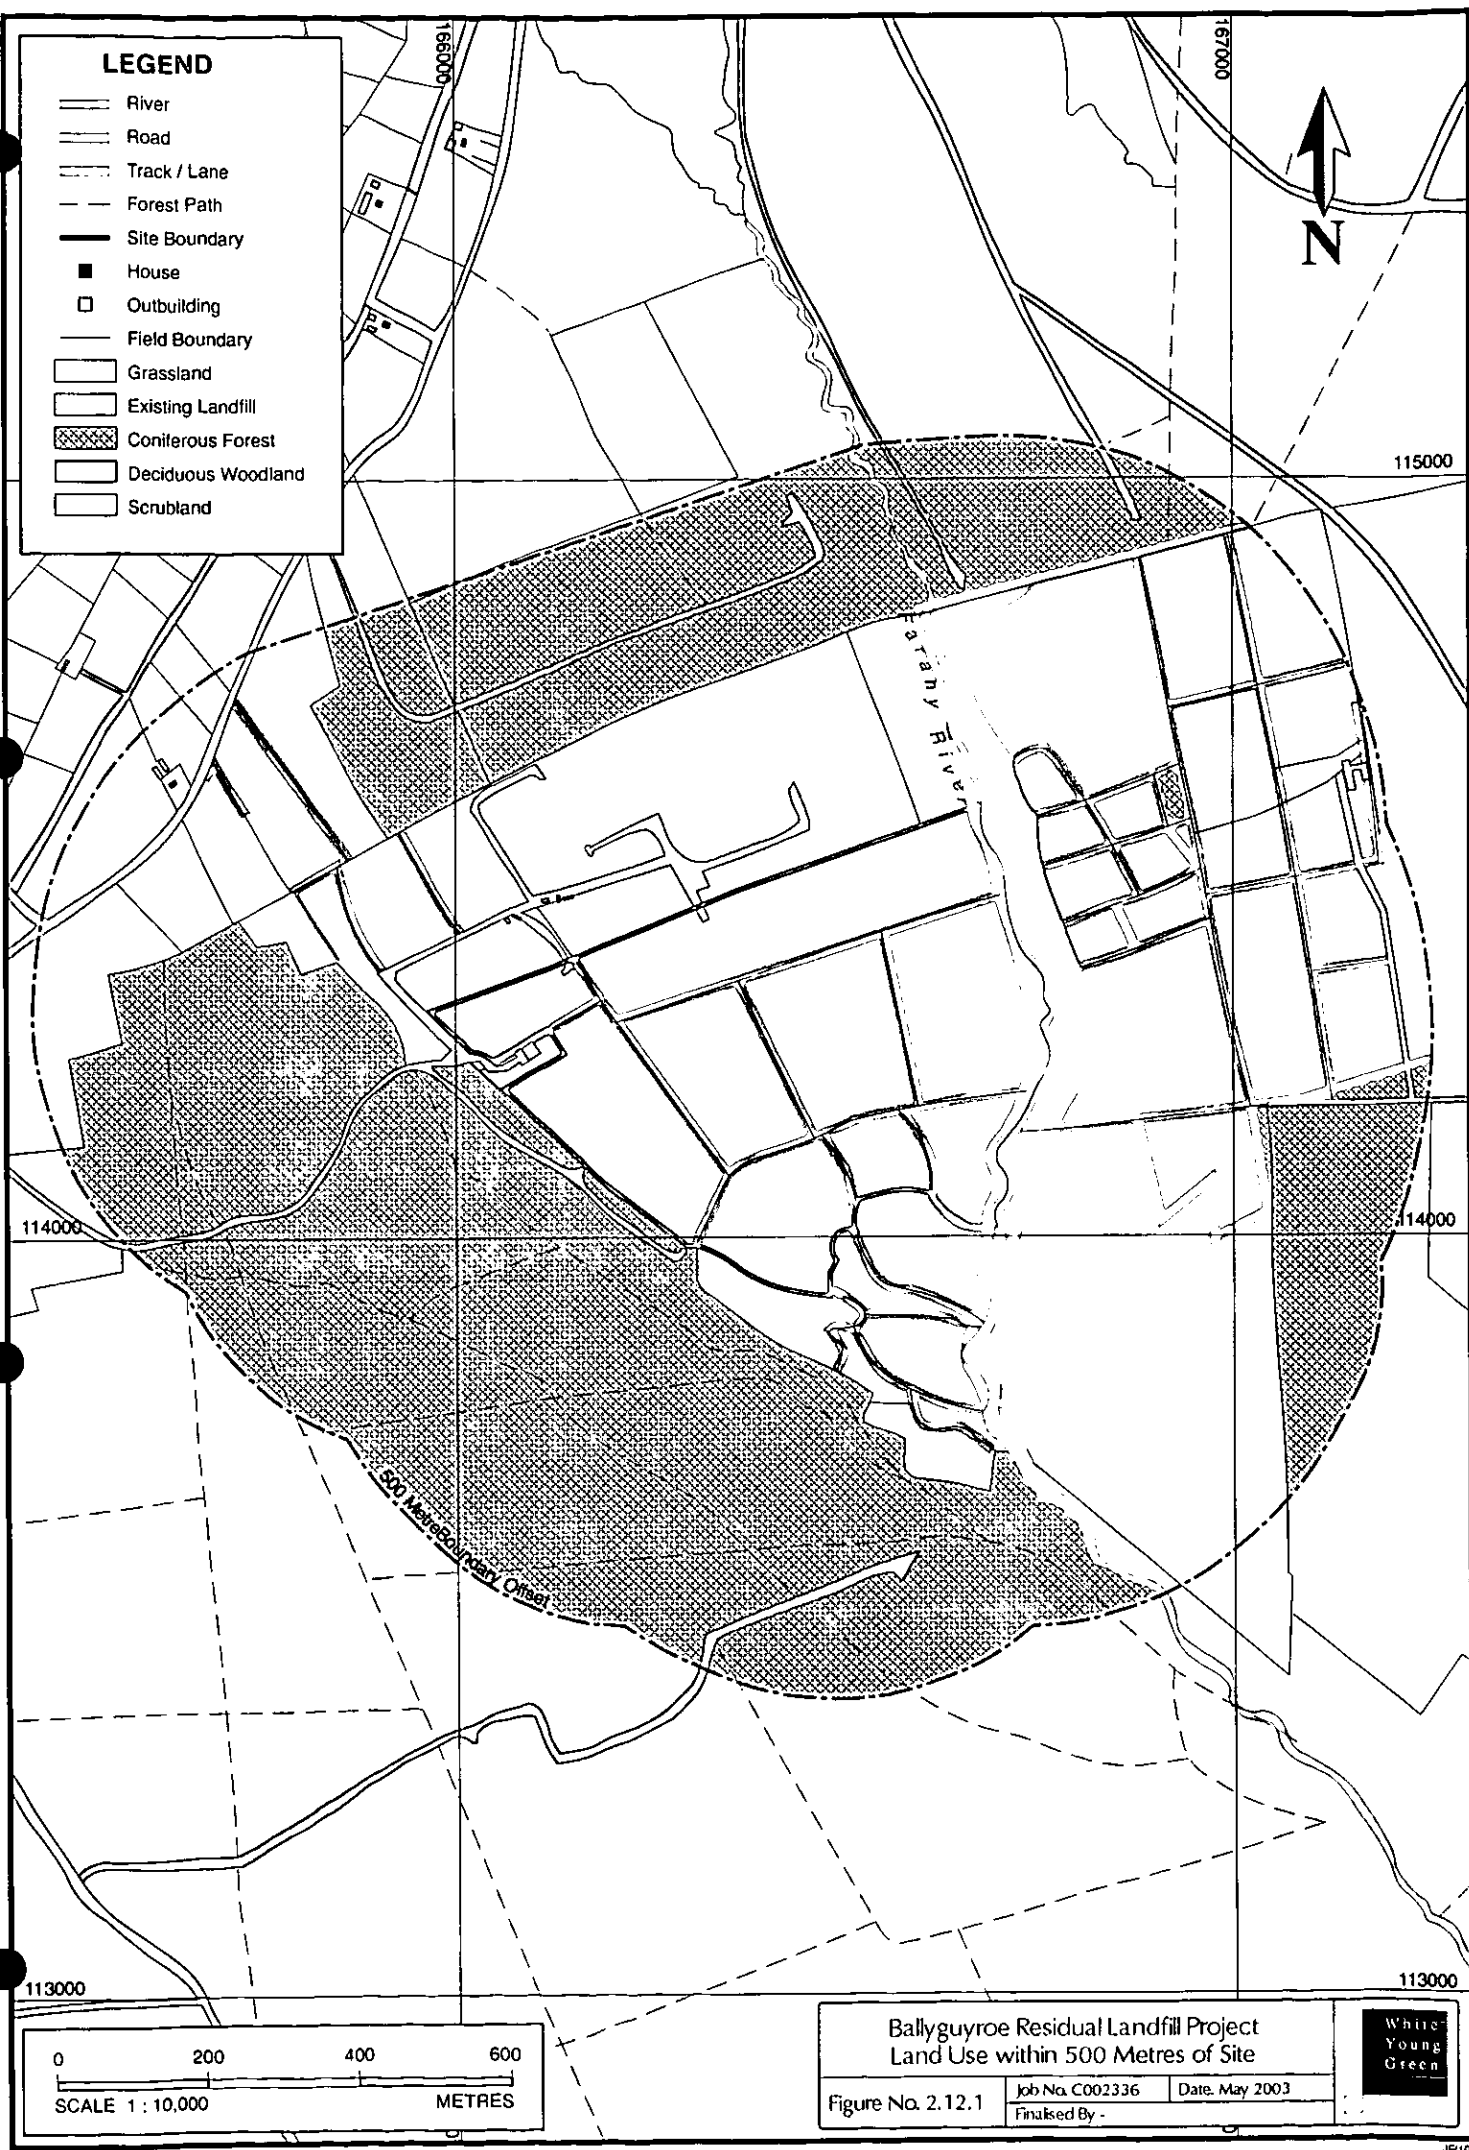 LEGEND
River
Road
Track / Lane
Forest Path
Site Boundary
House
Outbuilding
Field Boundary
Grassland
Existing Landfill
Coniferous Forest
Deciduous Woodland
Scrubland
166000
167000
N
115000
Farahy River
114000
114000
500 MetreBoundary Offset
113000
113000
0 200 400 600
SCALE 1 : 10,000 METRES
Ballyguyroe Residual Landfill Project
Land Use within 500 Metres of Site
Figure No. 2.12.1
Job No. C002336
Date. May 2003
Finalised By -
White
Young
Green